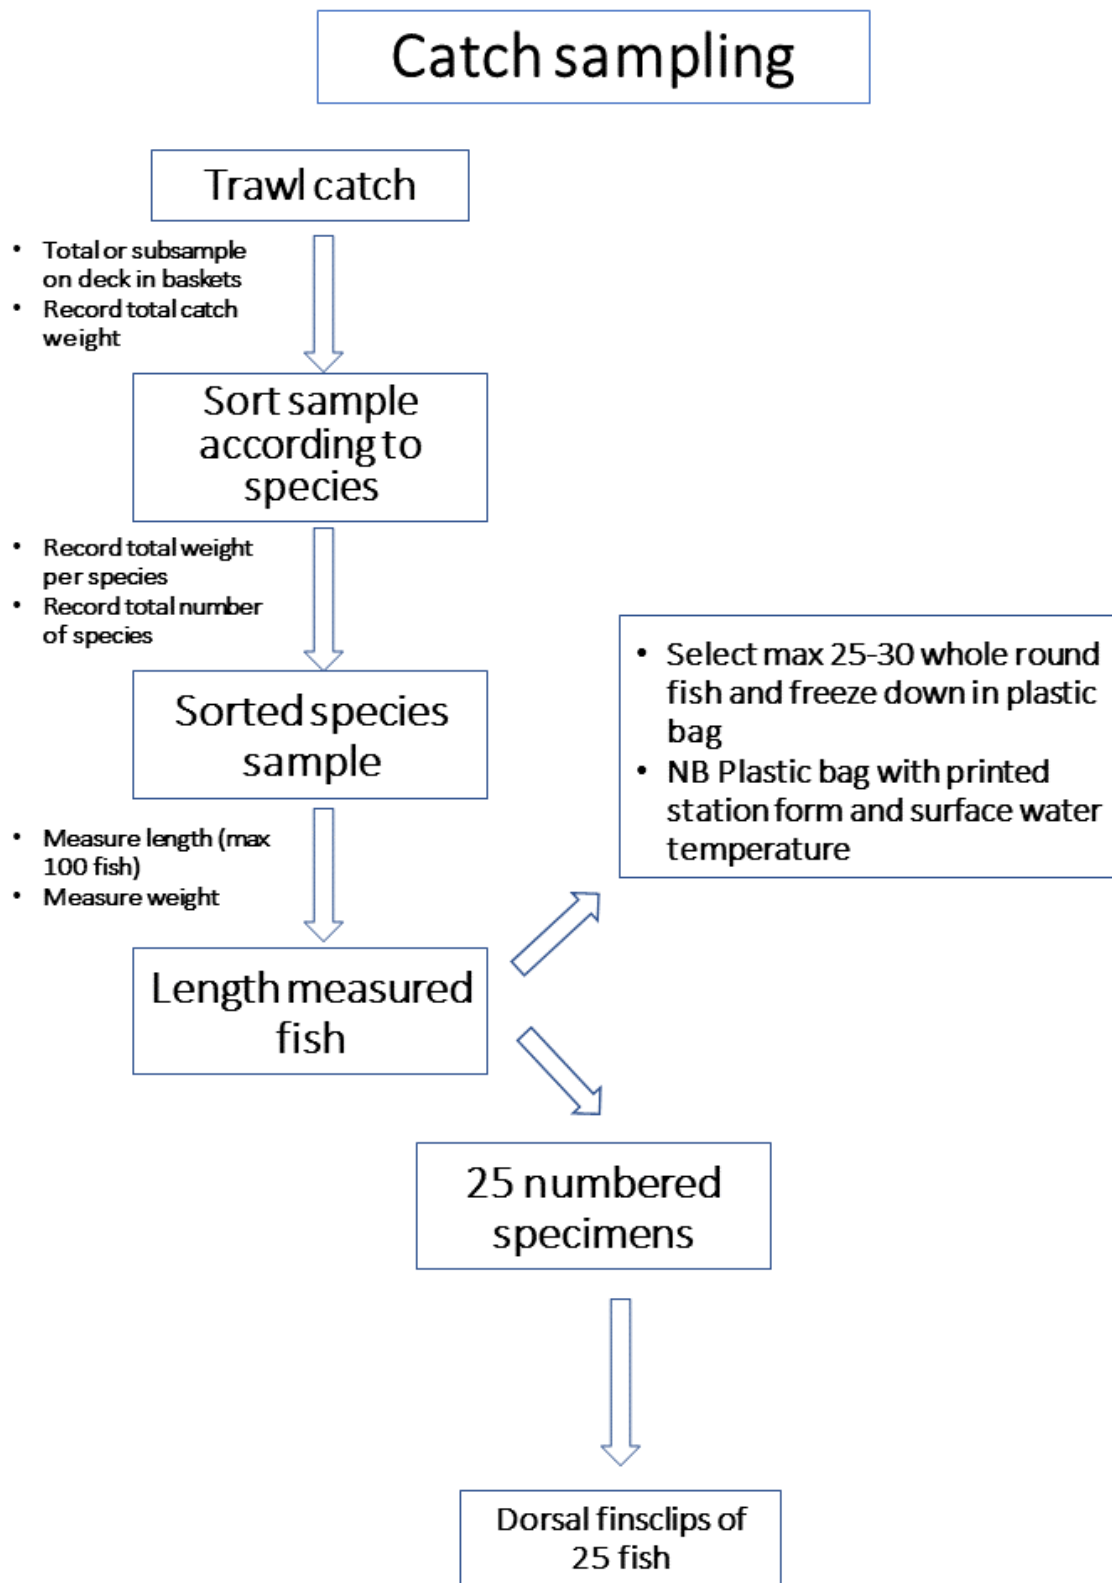 Catch sampling
Trawl catch
• Total or subsample
on deck in baskets
• Record total catch
weight
Sort sample
according to
species
• Record total weight
per species
• Record total number
of species
Sorted species
sample
• Measure length (max
100 fish)
• Measure weight
Length measured
fish
• Select max 25-30 whole round
fish and freeze down in plastic
bag
• NB Plastic bag with printed
station form and surface water
temperature
25 numbered
specimens
Dorsal finsclips of
25 fish